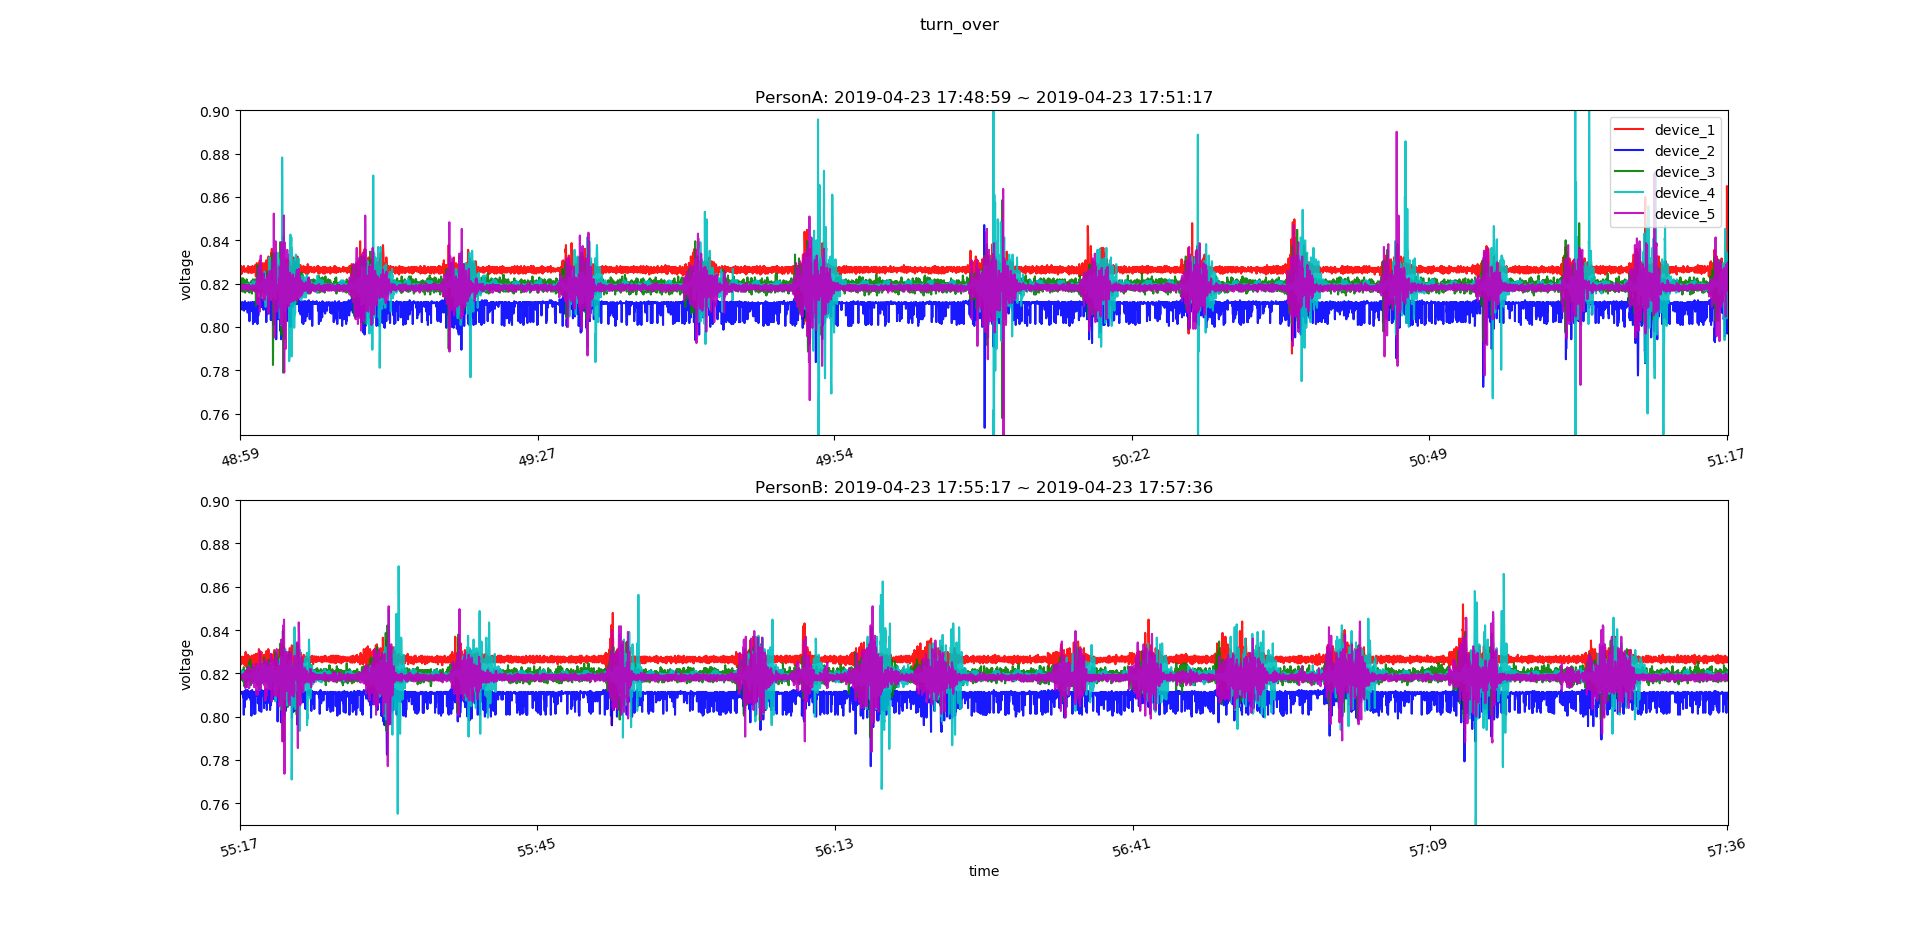 turn_over
PersonA: 2019-04-23 17:48:59 ~ 2019-04-23 17:51:17
0.90
0.88
0.86
0.84
0.82
0.80
0.78
0.76
voltage
device_1
device_2
device_3
device_4
device_5
48:59
49:27
49:54
50:22
50:49
51:17
PersonB: 2019-04-23 17:55:17 ~ 2019-04-23 17:57:36
0.90
0.88
0.86
0.84
0.82
0.80
0.78
0.76
voltage
55:17
55:45
56:13
56:41
57:09
57:36
time